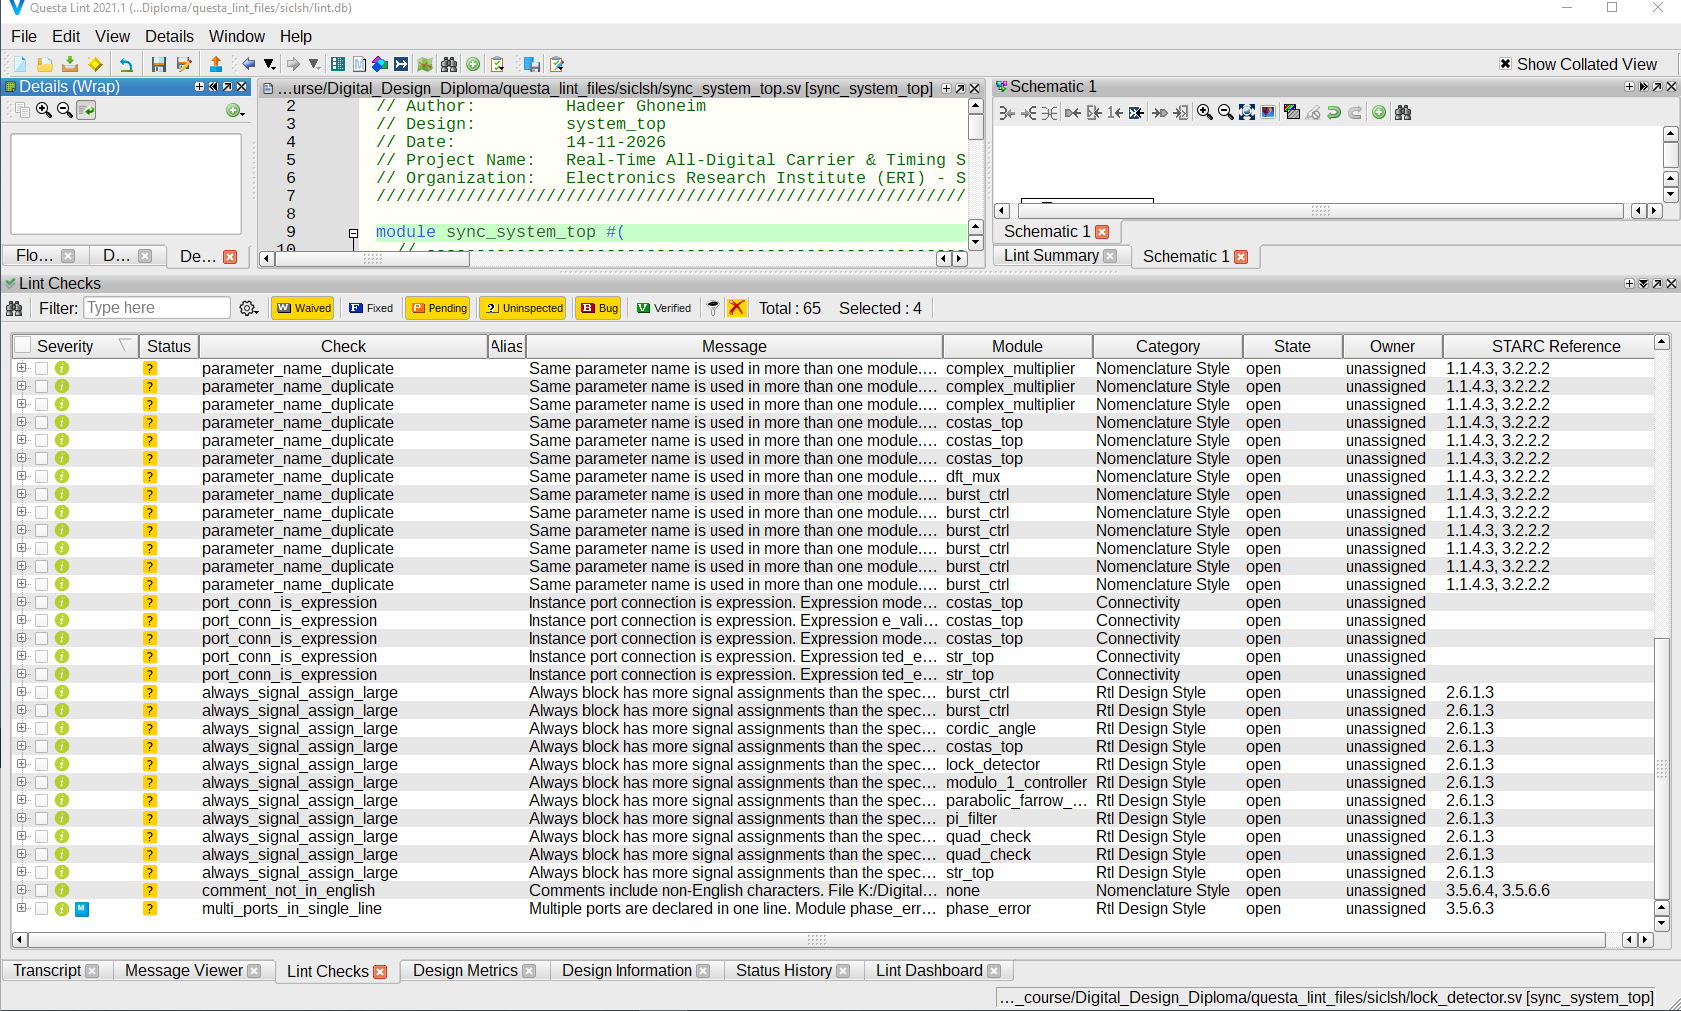 Questa Lint 2021.1 (...Diploma/questa_lint_files/siclsh/lint.db)
File Edit View Details Window Help
Show Collated View
Details (Wrap)
Flo... D... De...
...urse/Digital_Design_Diploma/questa_lint_files/siclsh/sync_system_top.sv [sync_system_top]
2 // Author: Hadeer Ghoneim
3 // Design: system_top
4 // Date: 14-11-2026
5 // Project Name: Real-Time All-Digital Carrier & Timing S
6 // Organization: Electronics Research Institute (ERI) - S
7 ///////////////////////////////////////////////////////////
8
9 module sync_system_top #(
10 // ------------------------------------------------------
Schematic 1
Schematic 1
Lint Summary Schematic 1
Lint Checks
Filter: Type here W Waived F Fixed P Pending ? Uninspected B Bug V Verified Total : 65 Selected : 4
Severity Status Check Alias Message Module Category State Owner STARC Reference
i ? parameter_name_duplicate Same parameter name is used in more than one module.... complex_multiplier Nomenclature Style open unassigned 1.1.4.3, 3.2.2.2
i ? parameter_name_duplicate Same parameter name is used in more than one module.... complex_multiplier Nomenclature Style open unassigned 1.1.4.3, 3.2.2.2
i ? parameter_name_duplicate Same parameter name is used in more than one module.... complex_multiplier Nomenclature Style open unassigned 1.1.4.3, 3.2.2.2
i ? parameter_name_duplicate Same parameter name is used in more than one module.... costas_top Nomenclature Style open unassigned 1.1.4.3, 3.2.2.2
i ? parameter_name_duplicate Same parameter name is used in more than one module.... costas_top Nomenclature Style open unassigned 1.1.4.3, 3.2.2.2
i ? parameter_name_duplicate Same parameter name is used in more than one module.... costas_top Nomenclature Style open unassigned 1.1.4.3, 3.2.2.2
i ? parameter_name_duplicate Same parameter name is used in more than one module.... dft_mux Nomenclature Style open unassigned 1.1.4.3, 3.2.2.2
i ? parameter_name_duplicate Same parameter name is used in more than one module.... burst_ctrl Nomenclature Style open unassigned 1.1.4.3, 3.2.2.2
i ? parameter_name_duplicate Same parameter name is used in more than one module.... burst_ctrl Nomenclature Style open unassigned 1.1.4.3, 3.2.2.2
i ? parameter_name_duplicate Same parameter name is used in more than one module.... burst_ctrl Nomenclature Style open unassigned 1.1.4.3, 3.2.2.2
i ? parameter_name_duplicate Same parameter name is used in more than one module.... burst_ctrl Nomenclature Style open unassigned 1.1.4.3, 3.2.2.2
i ? parameter_name_duplicate Same parameter name is used in more than one module.... burst_ctrl Nomenclature Style open unassigned 1.1.4.3, 3.2.2.2
i ? parameter_name_duplicate Same parameter name is used in more than one module.... burst_ctrl Nomenclature Style open unassigned 1.1.4.3, 3.2.2.2
i ? port_conn_is_expression Instance port connection is expression. Expression mode... costas_top Connectivity open unassigned
i ? port_conn_is_expression Instance port connection is expression. Expression e_vali... costas_top Connectivity open unassigned
i ? port_conn_is_expression Instance port connection is expression. Expression mode... costas_top Connectivity open unassigned
i ? port_conn_is_expression Instance port connection is expression. Expression ted_e... str_top Connectivity open unassigned
i ? port_conn_is_expression Instance port connection is expression. Expression ted_e... str_top Connectivity open unassigned
i ? always_signal_assign_large Always block has more signal assignments than the spec... burst_ctrl Rtl Design Style open unassigned 2.6.1.3
i ? always_signal_assign_large Always block has more signal assignments than the spec... burst_ctrl Rtl Design Style open unassigned 2.6.1.3
i ? always_signal_assign_large Always block has more signal assignments than the spec... cordic_angle Rtl Design Style open unassigned 2.6.1.3
i ? always_signal_assign_large Always block has more signal assignments than the spec... costas_top Rtl Design Style open unassigned 2.6.1.3
i ? always_signal_assign_large Always block has more signal assignments than the spec... lock_detector Rtl Design Style open unassigned 2.6.1.3
i ? always_signal_assign_large Always block has more signal assignments than the spec... modulo_1_controller Rtl Design Style open unassigned 2.6.1.3
i ? always_signal_assign_large Always block has more signal assignments than the spec... parabolic_farrow_... Rtl Design Style open unassigned 2.6.1.3
i ? always_signal_assign_large Always block has more signal assignments than the spec... pi_filter Rtl Design Style open unassigned 2.6.1.3
i ? always_signal_assign_large Always block has more signal assignments than the spec... quad_check Rtl Design Style open unassigned 2.6.1.3
i ? always_signal_assign_large Always block has more signal assignments than the spec... quad_check Rtl Design Style open unassigned 2.6.1.3
i ? always_signal_assign_large Always block has more signal assignments than the spec... str_top Rtl Design Style open unassigned 2.6.1.3
i ? comment_not_in_english Comments include non-English characters. File K:/Digital... none Nomenclature Style open unassigned 3.5.6.4, 3.5.6.6
i M ? multi_ports_in_single_line Multiple ports are declared in one line. Module phase_err... phase_error Rtl Design Style open unassigned 3.5.6.3
Transcript Message Viewer Lint Checks Design Metrics Design Information Status History Lint Dashboard
..._course/Digital_Design_Diploma/questa_lint_files/siclsh/lock_detector.sv [sync_system_top]